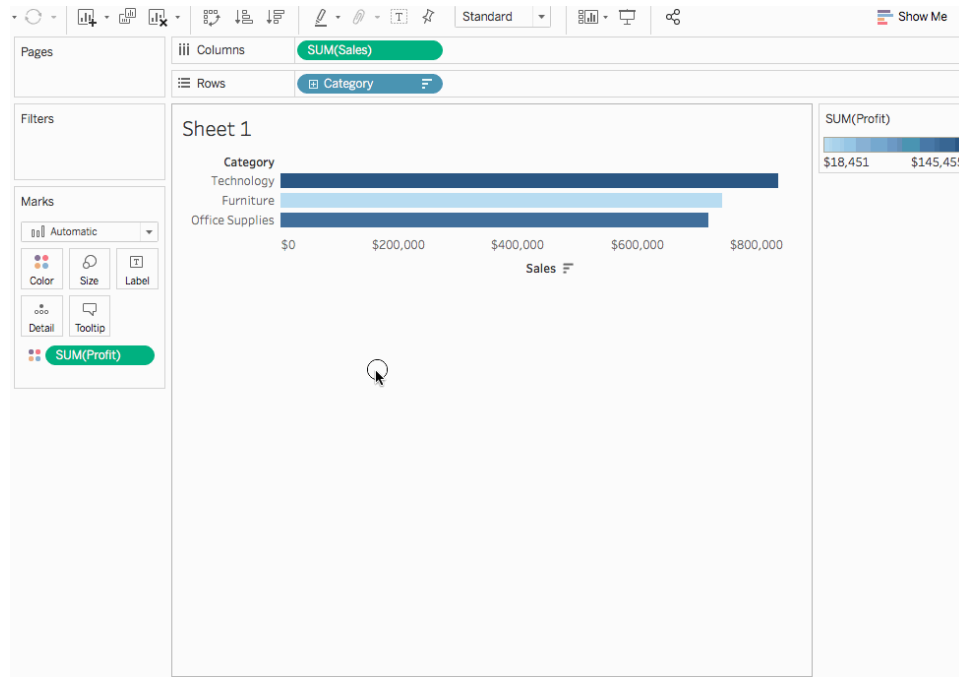 Standard
Show Me
Pages
Columns
SUM(Sales)
Rows
Category
Filters
Sheet 1
SUM(Profit)
$18,451
$145,455
Category
Technology
Furniture
Office Supplies
$0
$200,000
$400,000
$600,000
$800,000
Sales
Marks
Automatic
Color
Size
T
Label
Detail
Tooltip
SUM(Profit)